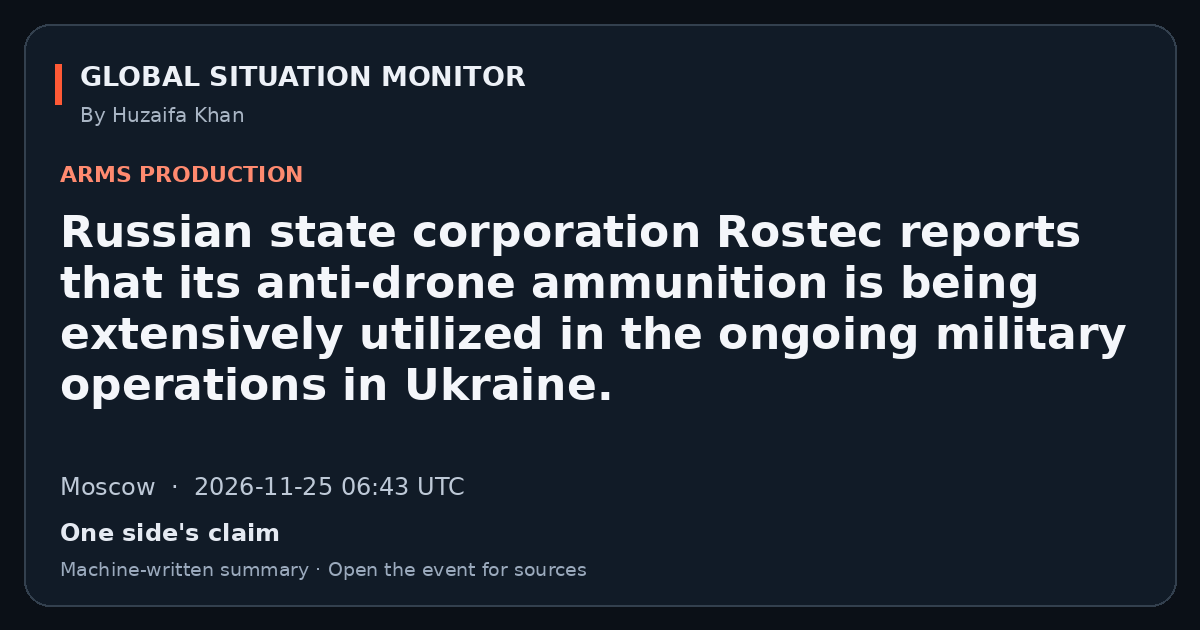 GLOBAL SITUATION MONITOR
By Huzaifa Khan
ARMS PRODUCTION
Russian state corporation Rostec reports
that its anti-drone ammunition is being
extensively utilized in the ongoing military
operations in Ukraine.
Moscow · 2026-11-25 06:43 UTC
One side's claim
Machine-written summary · Open the event for sources